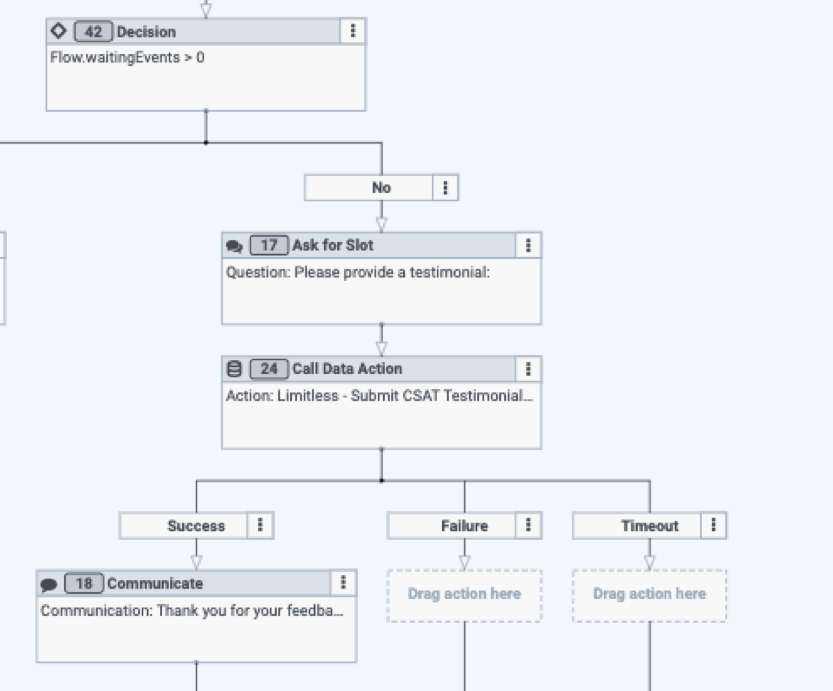 42 Decision
Flow.waitingEvents > 0
No
17 Ask for Slot
Question: Please provide a testimonial:
24 Call Data Action
Action: Limitless - Submit CSAT Testimonial...
Success
Failure
Timeout
18 Communicate
Drag action here
Drag action here
Communication: Thank you for your feedba...